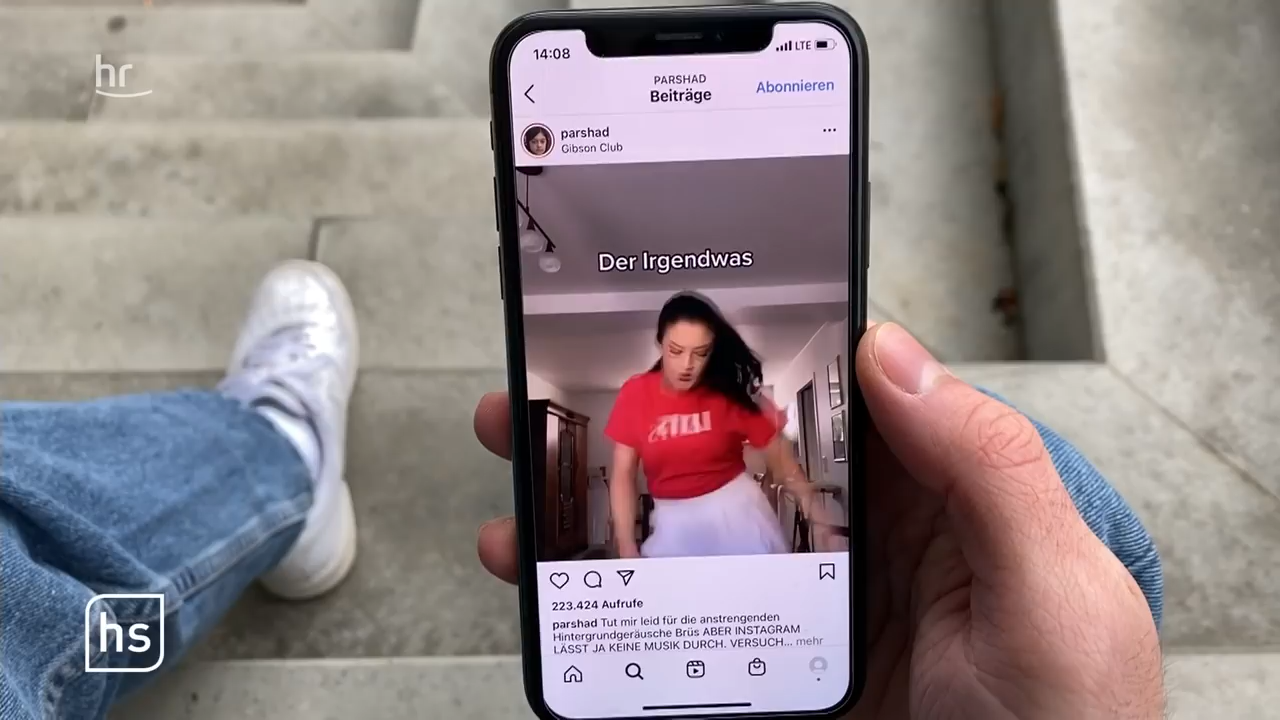 hr
14:08
LTE
PARSHAD
Beiträge
Abonnieren
parshad
Gibson Club
Der Irgendwas
223.424 Aufrufe
parshad Tut mir leid für die anstrengenden
Hintergrundgeräusche Brüs ABER INSTAGRAM
LÄSST JA KEINE MUSIK DURCH. VERSUCH... mehr
hs